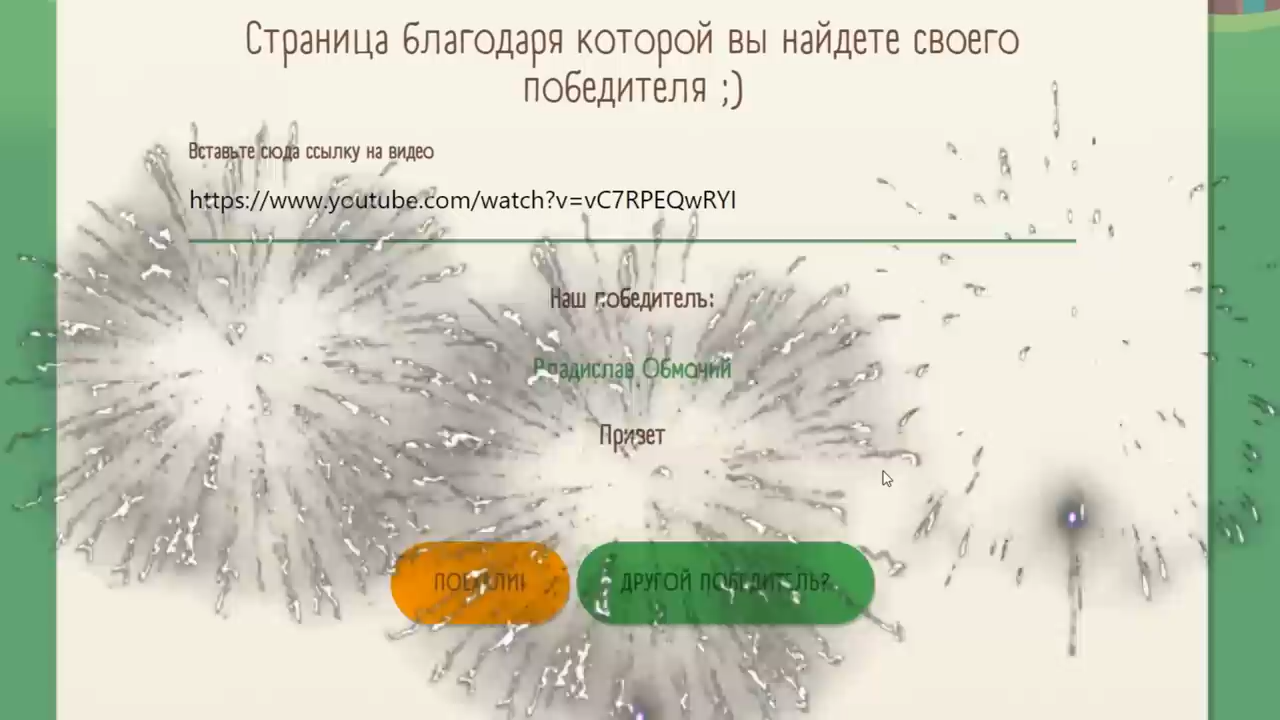 Страница благодаря которой вы найдете своего
победителя ;)
Вставьте сюда ссылку на видео
https://www.youtube.com/watch?v=vC7RPEQwRYI
Наш победитель:
Владислав Обмочий
Привет
ДРУГОЙ ПОБЕДИТЕЛЬ?